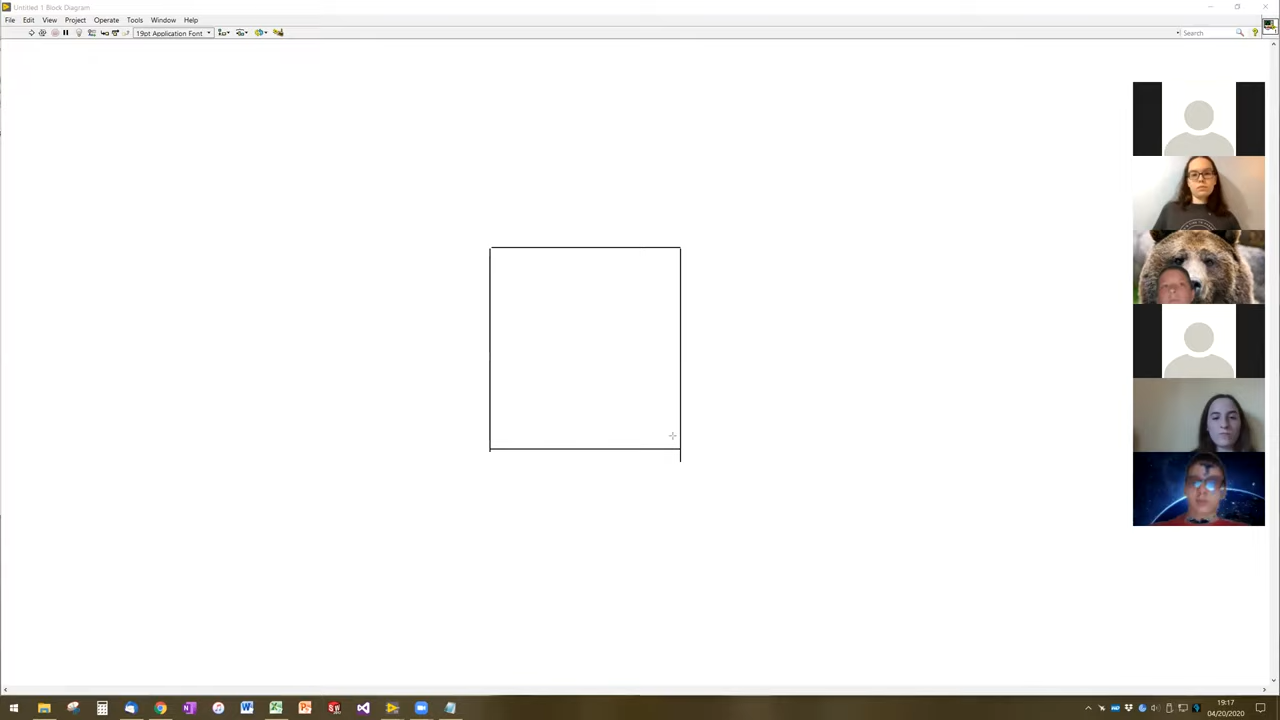 Untitled 1 Block Diagram
File Edit View Project Operate Tools Window Help
19pt Application Font
Search
19:17
04/20/2020